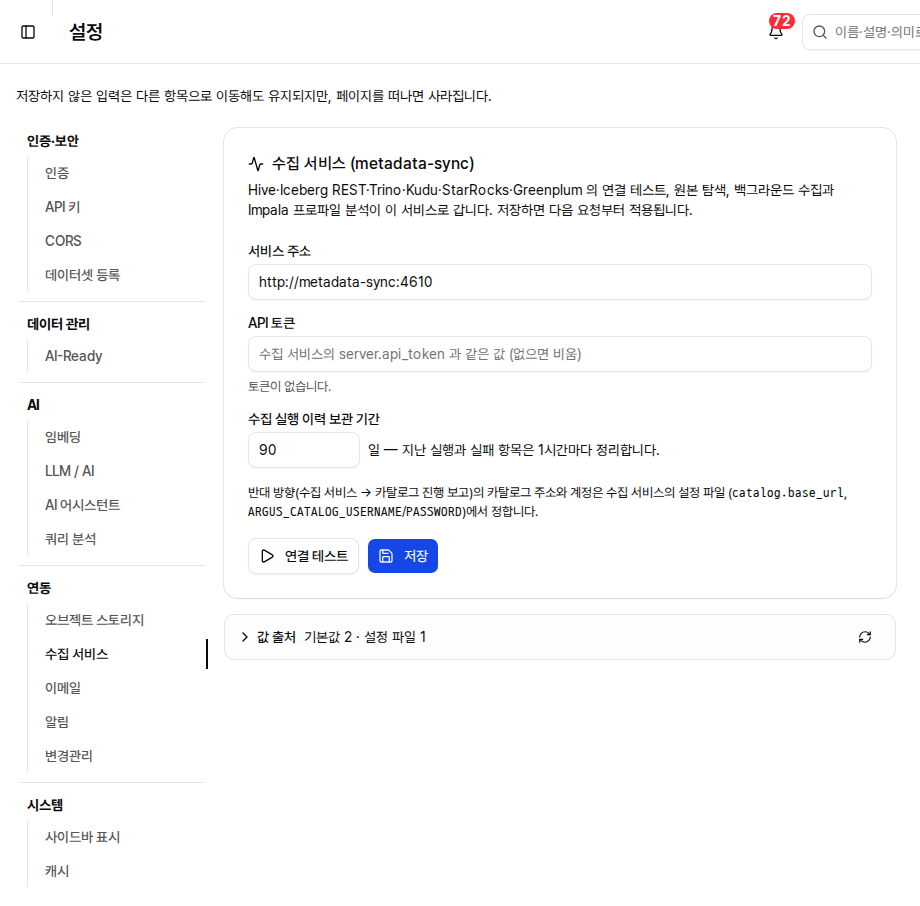 설정
72
이름·설명·의미로
저장하지 않은 입력은 다른 항목으로 이동해도 유지되지만, 페이지를 떠나면 사라집니다.
인증·보안
인증
API 키
CORS
데이터셋 등록
데이터 관리
AI-Ready
AI
임베딩
LLM / AI
AI 어시스턴트
쿼리 분석
연동
오브젝트 스토리지
수집 서비스
이메일
알림
변경관리
시스템
사이드바 표시
캐시
수집 서비스 (metadata-sync)
Hive·Iceberg REST·Trino·Kudu·StarRocks·Greenplum 의 연결 테스트, 원본 탐색, 백그라운드 수집과
Impala 프로파일 분석이 이 서비스로 갑니다. 저장하면 다음 요청부터 적용됩니다.
서비스 주소
http://metadata-sync:4610
API 토큰
수집 서비스의 server.api_token 과 같은 값 (없으면 비움)
토큰이 없습니다.
수집 실행 이력 보관 기간
90 일 — 지난 실행과 실패 항목은 1시간마다 정리합니다.
반대 방향(수집 서비스 → 카탈로그 진행 보고)의 카탈로그 주소와 계정은 수집 서비스의 설정 파일 (catalog.base_url,
ARGUS_CATALOG_USERNAME/PASSWORD)에서 정합니다.
연결 테스트 저장
값 출처 기본값 2 · 설정 파일 1